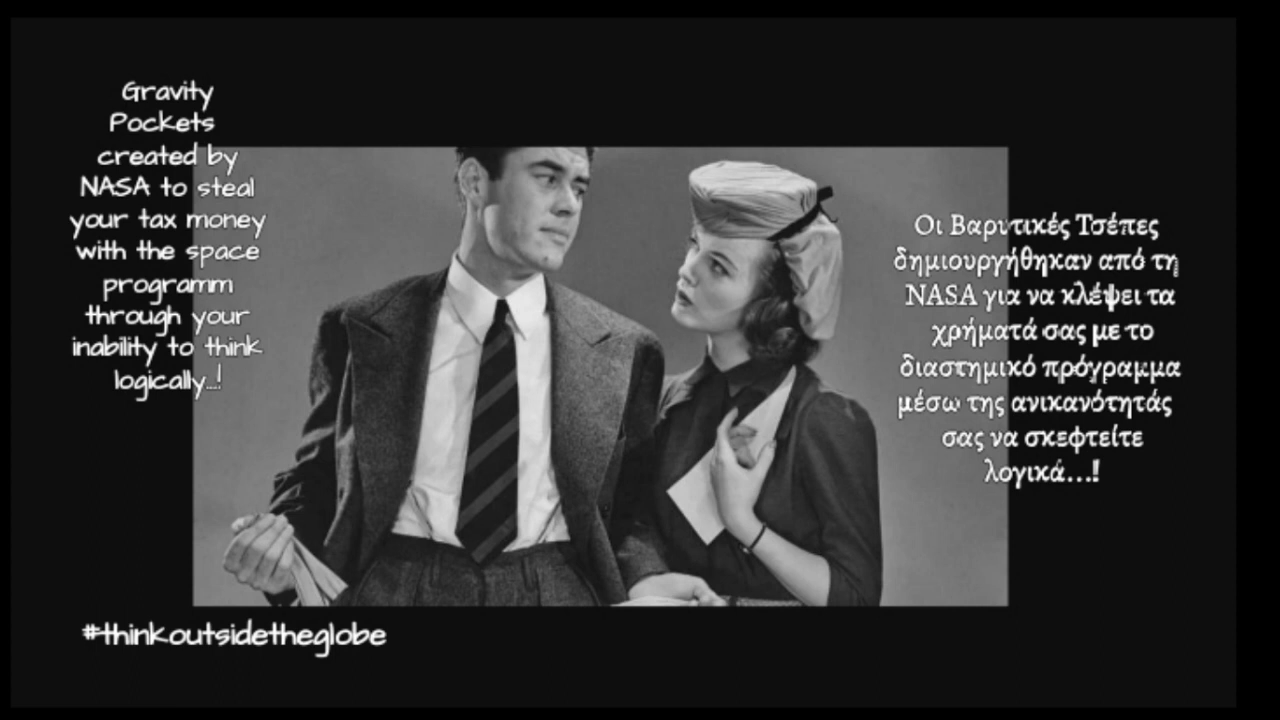 Gravity
Pockets
created by
NASA to steal
your tax money
with the space
programm
through your
inability to think
logically...!
Οι Βαρυτικές Τσέπες
δημιουργήθηκαν από τη
NASA για να κλέψει τα
χρήματά σας με το
διαστημικό πρόγραμμα
μέσω της ανικανότητάς
σας να σκεφτείτε
λογικά...!
#thinkoutsidetheglobe